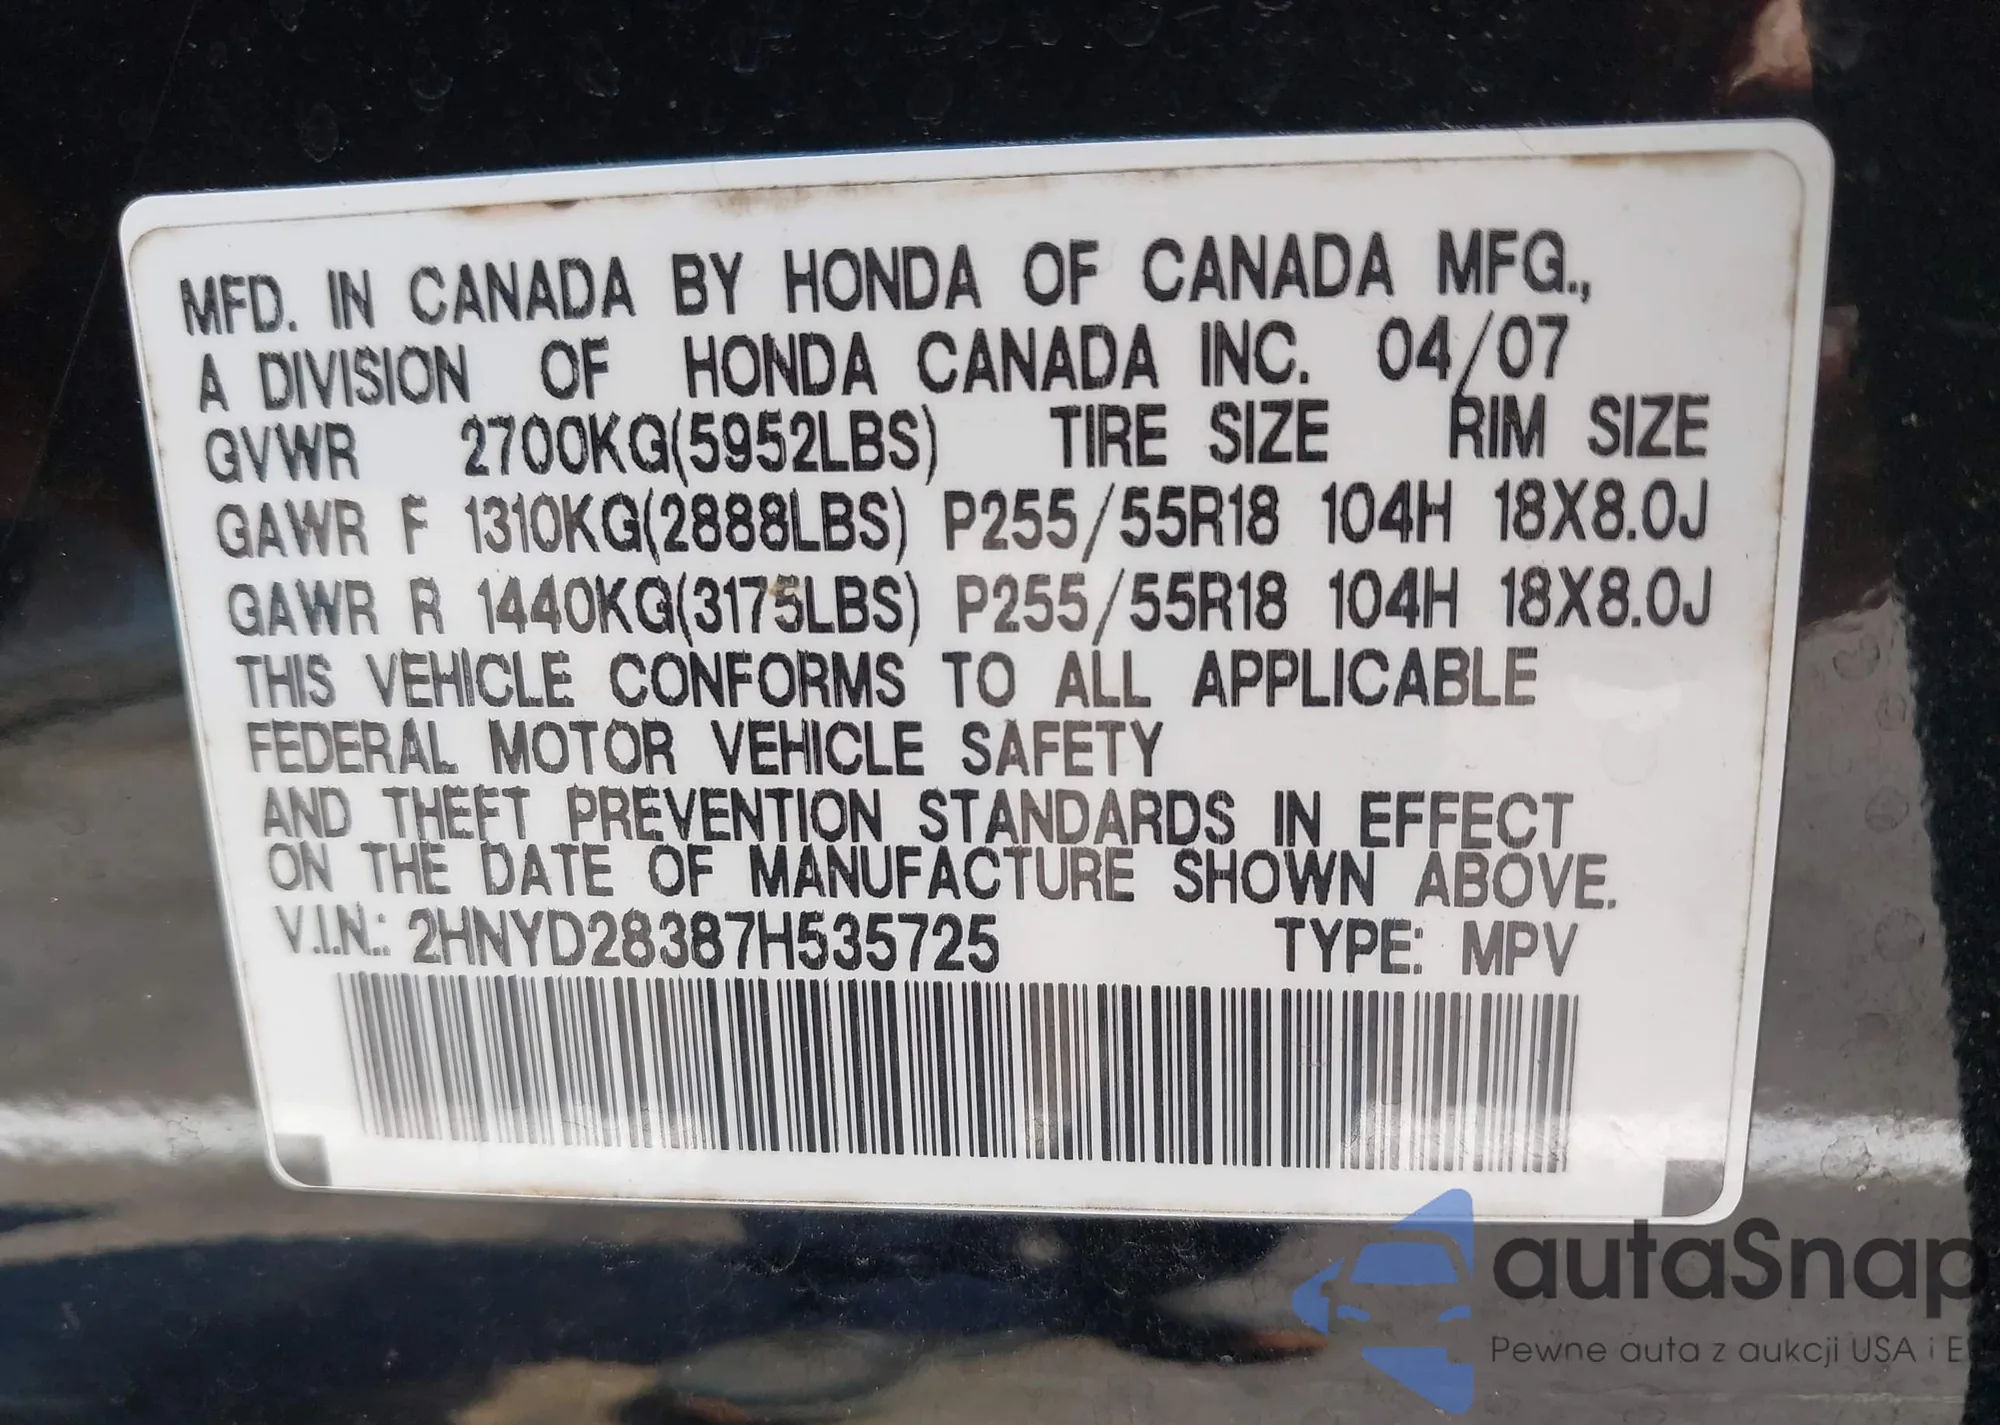 MFD. IN CANADA BY HONDA OF CANADA MFG.,
A DIVISION OF HONDA CANADA INC. 04/07
GVWR 2700KG(5952LBS) TIRE SIZE RIM SIZE
GAWR F 1310KG(2888LBS) P255/55R18 104H 18X8.0J
GAWR R 1440KG(3175LBS) P255/55R18 104H 18X8.0J
THIS VEHICLE CONFORMS TO ALL APPLICABLE
FEDERAL MOTOR VEHICLE SAFETY
AND THEFT PREVENTION STANDARDS IN EFFECT
ON THE DATE OF MANUFACTURE SHOWN ABOVE.
V.I.N.: 2HNYD28387H535725 TYPE: MPV
autaSnap
Pewne auta z aukcji USA i E